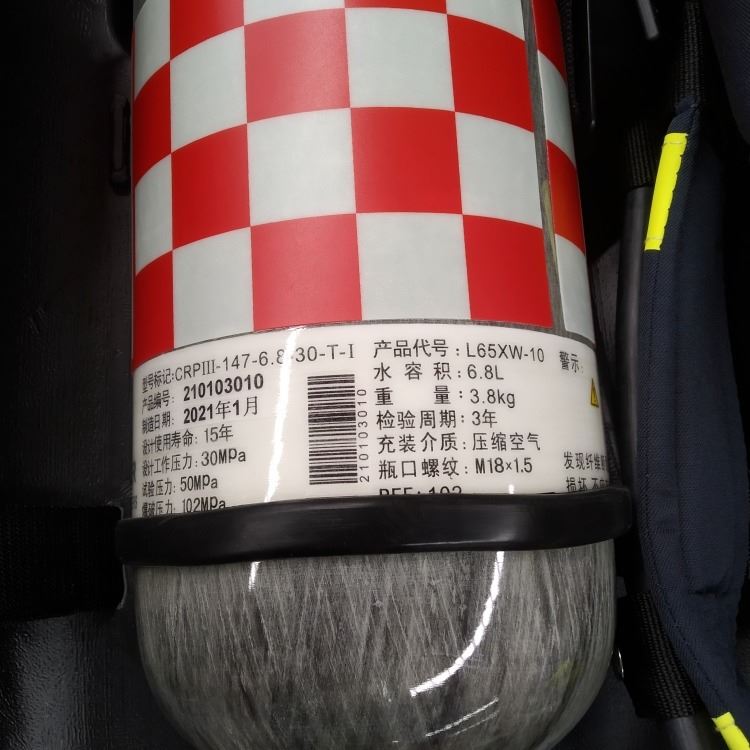 型号标记:CRPIII-147-6.8-30-T-I
产品编号: 210103010
制造日期: 2021年1月
设计使用寿命: 15年
设计工作压力: 30MPa
试验压力: 50MPa
爆破压力: 102MPa
210103010
产品代号: L65XW-10
水容积: 6.8L
重量: 3.8kg
检验周期: 3年
充装介质: 压缩空气
瓶口螺纹: M18×1.5
警示:
发现纤维
损坏